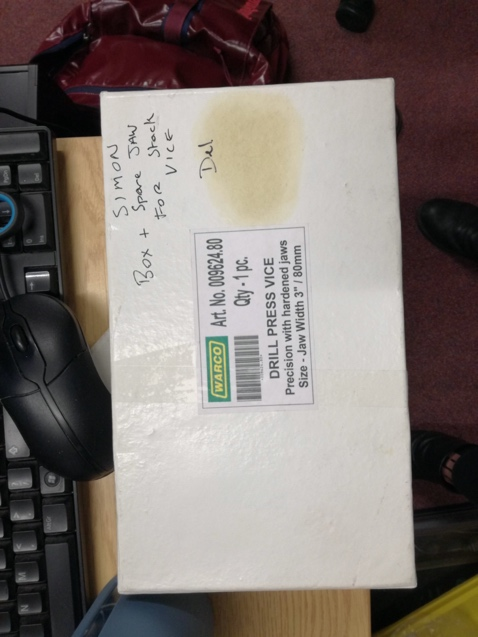 SIMON
Box + Spare JAW
FOR Stock
VICE
Del
WARCO
Art. No. 009624.80
Qty - 1 pc.
DRILL PRESS VICE
Precision with hardened jaws
Size - Jaw Width 3" / 80mm